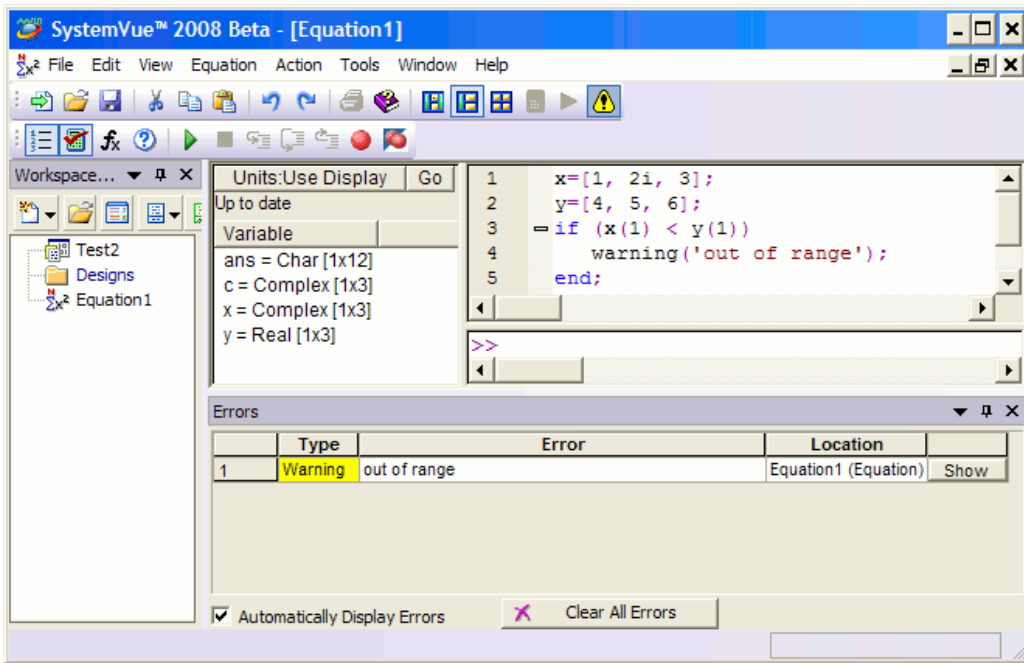 SystemVue™ 2008 Beta - [Equation1]
File Edit View Equation Action Tools Window Help
Workspace...
Test2
Designs
Equation1
Units:Use Display Go
Up to date
Variable
ans = Char [1x12]
c = Complex [1x3]
x = Complex [1x3]
y = Real [1x3]
1 x=[1, 2i, 3];
2 y=[4, 5, 6];
3 if (x(1) < y(1))
4 warning('out of range');
5 end;
>>
Errors
Type Error Location
1 Warning out of range Equation1 (Equation) Show
Automatically Display Errors Clear All Errors